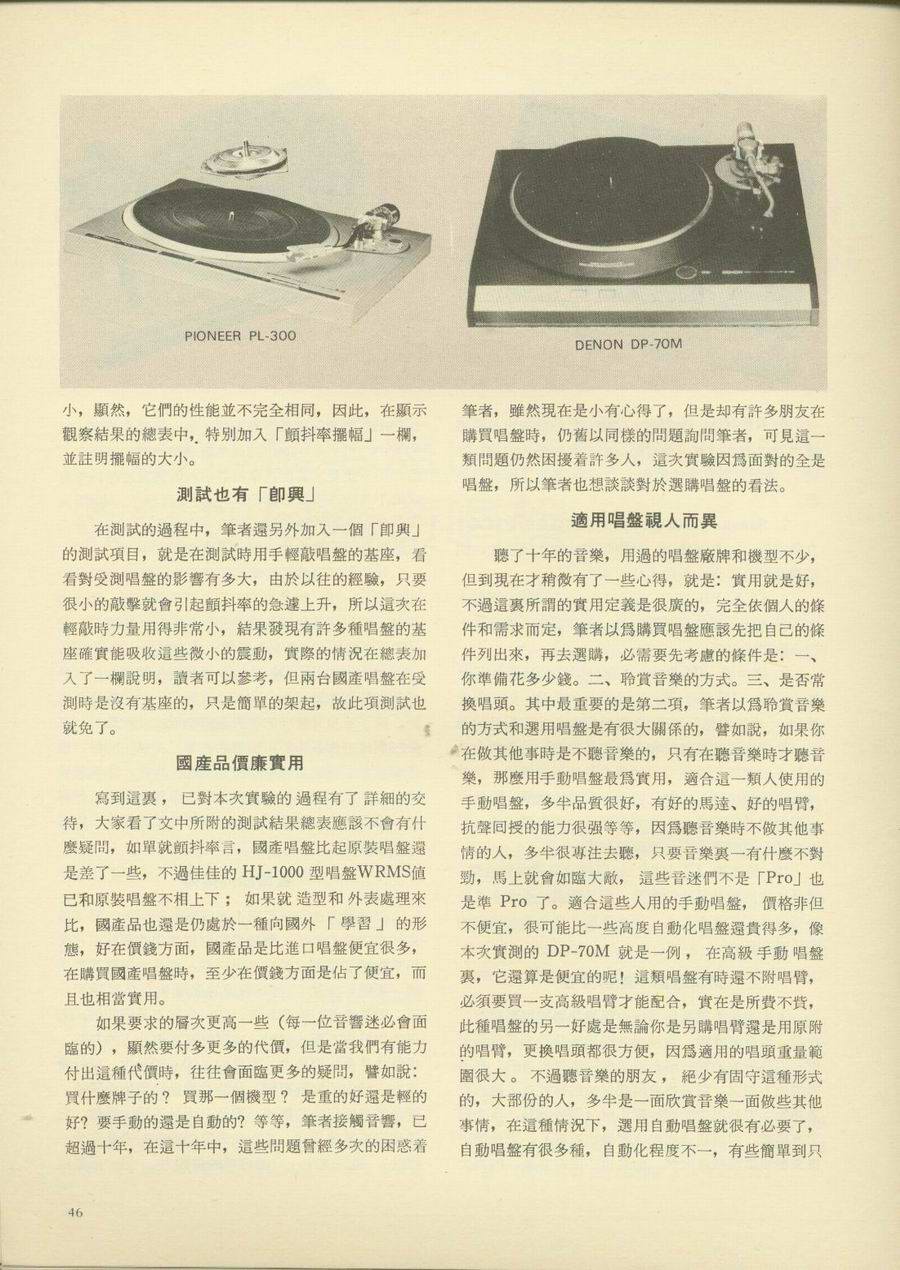 PIONEER PL-300
DENON DP-70M
小，顯然，它們的性能並不完全相同，因此，在顯示
觀察結果的總表中，特別加入「顫抖率擺幅」一欄，
並註明擺幅的大小。
測試也有「卽興」
在測試的過程中，筆者還另外加入一個「卽興」
的測試項目，就是在測試時用手輕敲唱盤的基座，看
看對受測唱盤的影響有多大，由於以往的經驗，只要
很小的敲擊就會引起顫抖率的急遽上升，所以這次在
輕敲時力量用得非常小，結果發現有許多種唱盤的基
座確實能吸收這些微小的震動，實際的情況在總表加
入了一欄說明，讀者可以參考，但兩台國產唱盤在受
測時是沒有基座的，只是簡單的架起，故此項測試也
就免了。
國產品價廉實用
寫到這裏，已對本次實驗的過程有了詳細的交
待，大家看了文中所附的測試結果總表應該不會有什
麼疑問，如單就顫抖率言，國產唱盤比起原裝唱盤還
是差了一些，不過佳佳的 HJ-1000 型唱盤WRMS値
已和原裝唱盤不相上下；如果就造型和外表處理來
比，國產品也還是仍處於一種向國外「學習」的形
態，好在價錢方面，國產品是比進口唱盤便宜很多，
在購買國產唱盤時，至少在價錢方面是佔了便宜，而
且也相當實用。
如果要求的層次更高一些（每一位音響迷必會面
臨的），顯然要付多更多的代價，但是當我們有能力
付出這種代價時，往往會面臨更多的疑問，譬如說：
買什麼牌子的？買那一個機型？是重的好還是輕的
好？要手動的還是自動的？等等，筆者接觸音響，已
超過十年，在這十年中，這些問題曾經多次的困惑着
筆者，雖然現在是小有心得了，但是却有許多朋友在
購買唱盤時，仍舊以同樣的問題詢問筆者，可見這一
類問題仍然困擾着許多人，這次實驗因爲面對的全是
唱盤，所以筆者也想談談對於選購唱盤的看法。
適用唱盤視人而異
聽了十年的音樂，用過的唱盤廠牌和機型不少，
但到現在才稍微有了一些心得，就是：實用就是好，
不過這裏所謂的實用定義是很廣的，完全依個人的條
件和需求而定，筆者以爲購買唱盤應該先把自己的條
件列出來，再去選購，必需要先考慮的條件是：一、
你準備花多少錢。二、聆賞音樂的方式。三、是否常
換唱頭。其中最重要的是第二項，筆者以爲聆賞音樂
的方式和選用唱盤是有很大關係的，譬如說，如果你
在做其他事時是不聽音樂的，只有在聽音樂時才聽音
樂，那麼用手動唱盤最爲實用，適合這一類人使用的
手動唱盤，多半品質很好，有好的馬達、好的唱臂，
抗聲回授的能力很强等等，因爲聽音樂時不做其他事
情的人，多半很專注去聽，只要音樂裏一有什麼不對
勁，馬上就會如臨大敵，這些音迷們不是「Pro」也
是準 Pro 了。適合這些人用的手動唱盤，價格非但
不便宜，很可能比一些高度自動化唱盤還貴得多，像
本次實測的 DP-70M 就是一例，在高級手動唱盤
裏，它還算是便宜的呢！這類唱盤有時還不附唱臂，
必須要買一支高級唱臂才能配合，實在是所費不貲，
此種唱盤的另一好處是無論你是另購唱臂還是用原附
的唱臂，更換唱頭都很方便，因爲適用的唱頭重量範
圍很大。不過聽音樂的朋友，絕少有固守這種形式
的，大部份的人，多半是一面欣賞音樂一面做些其他
事情，在這種情況下，選用自動唱盤就很有必要了，
自動唱盤有很多種，自動化程度不一，有些簡單到只
46